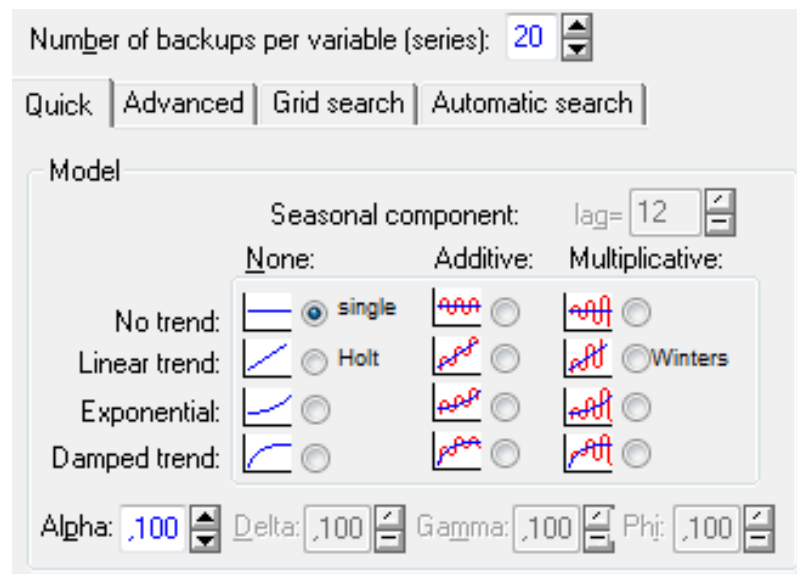 Number of backups per variable (series): 20
Quick Advanced Grid search Automatic search
Model
Seasonal component: lag= 12
None: Additive: Multiplicative:
No trend: single
Linear trend: Holt Winters
Exponential:
Damped trend:
Alpha: ,100 Delta: ,100 Gamma: ,100 Phi: ,100